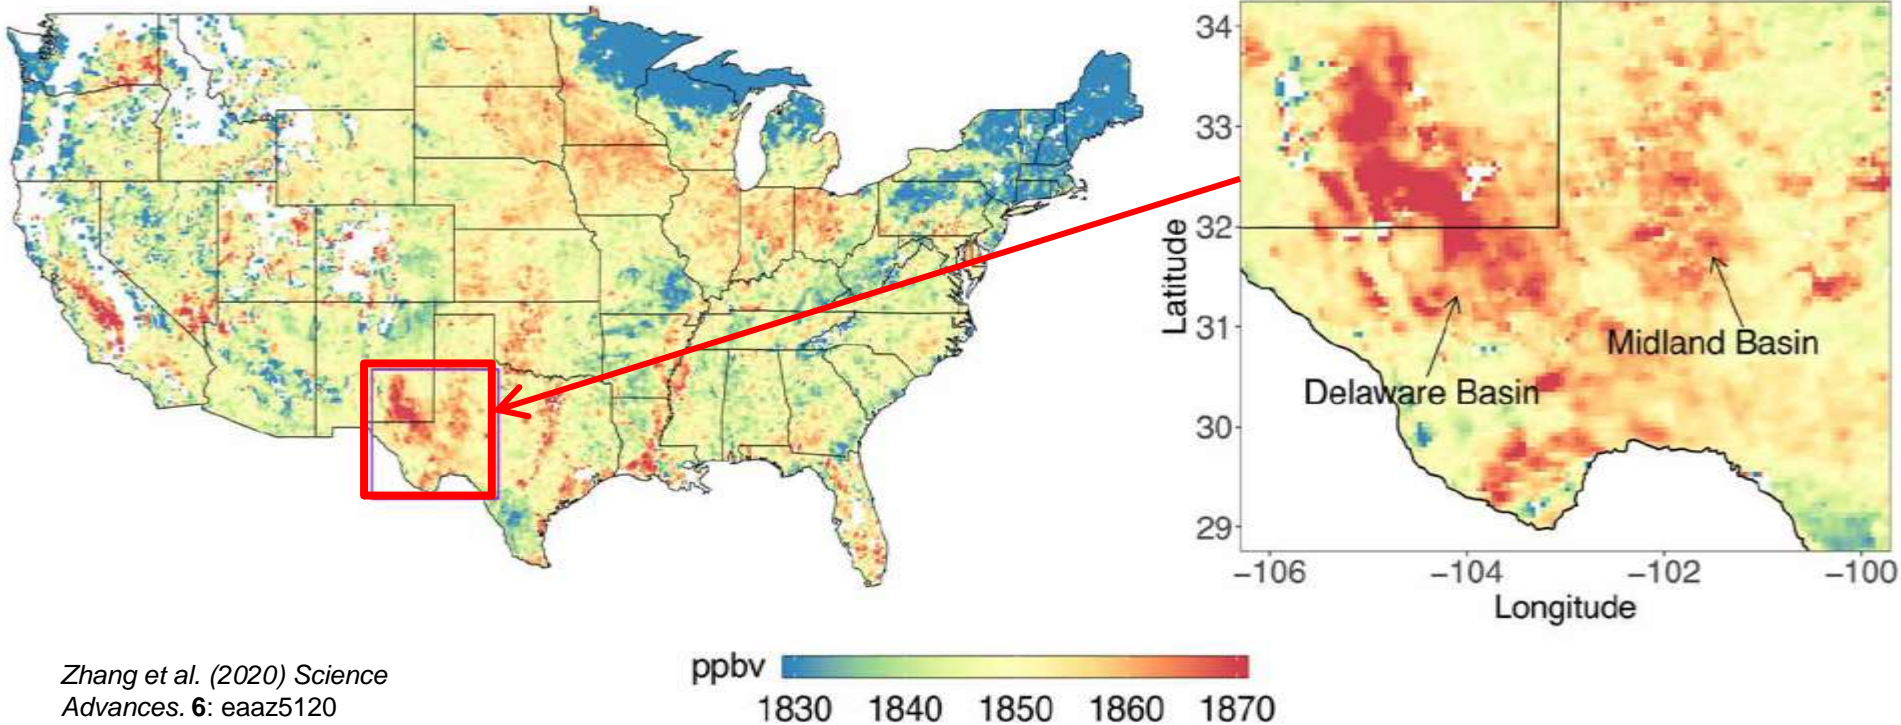 34
33
32
31
30
29
Latitude
Midland Basin
Delaware Basin
−106 −104 −102 −100
Longitude
Zhang et al. (2020) Science
Advances. 6: eaaz5120
ppbv
1830 1840 1850 1860 1870